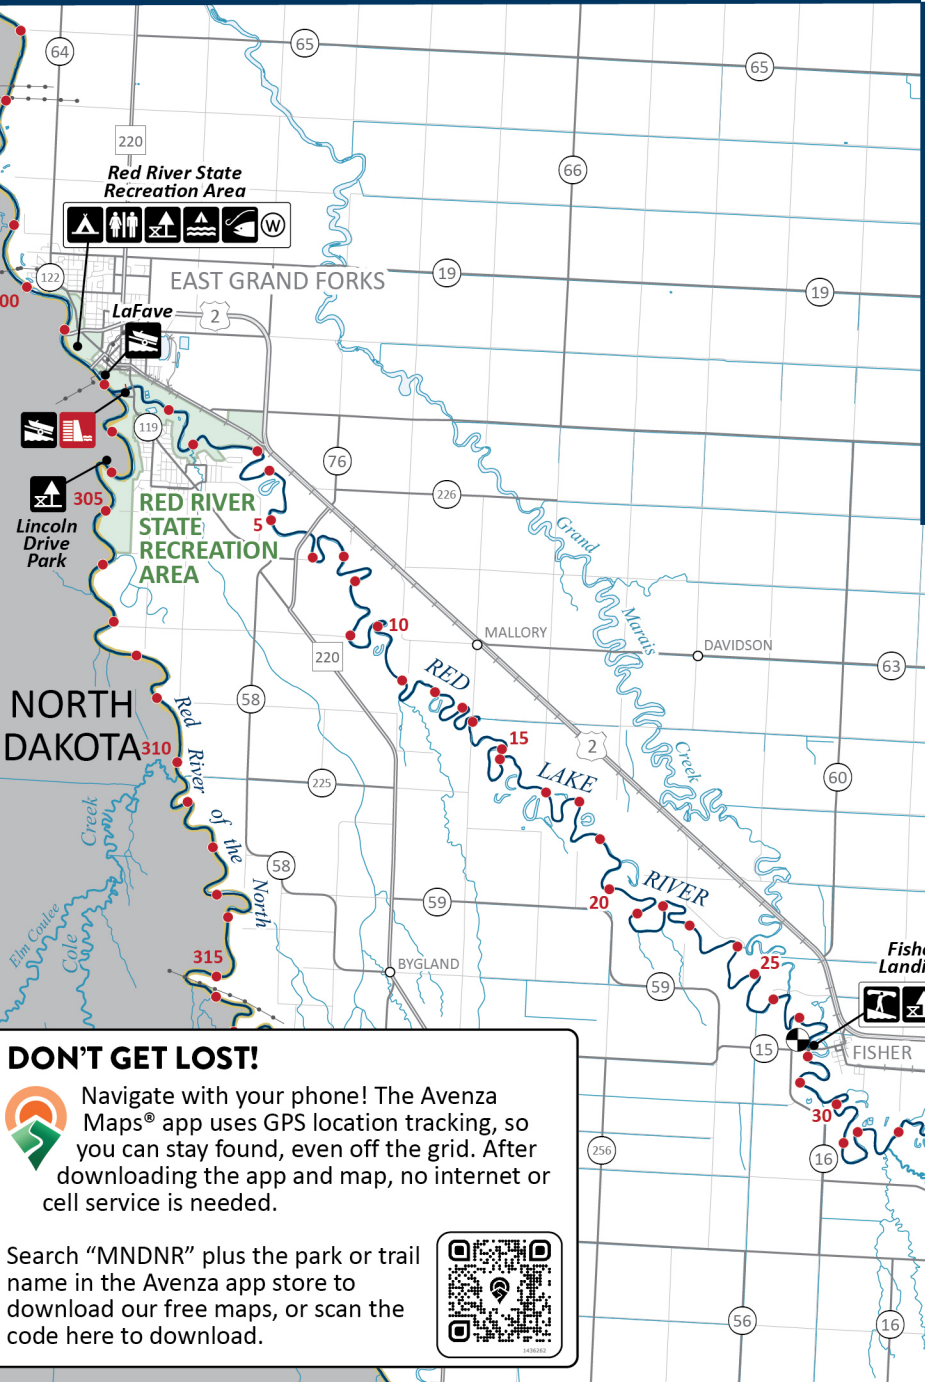 64
65
65
220
66
Red River State
Recreation Area
W
122
EAST GRAND FORKS
19
19
00
LaFave
2
119
76
226
305
Lincoln
Drive
Park
RED RIVER
STATE
RECREATION
AREA
5
Grand
Marais
Creek
10
MALLORY
DAVIDSON
63
220
RED
LAKE
RIVER
NORTH
DAKOTA
58
Red
River
of
the
North
310
15
2
60
225
Creek
58
59
20
Elm Coulee
Cole
315
BYGLAND
25
59
Fishe
Landi
15
FISHER
30
16
256
56
16
DON'T GET LOST!
Navigate with your phone! The Avenza
Maps® app uses GPS location tracking, so
you can stay found, even off the grid. After
downloading the app and map, no internet or
cell service is needed.
Search “MNDNR” plus the park or trail
name in the Avenza app store to
download our free maps, or scan the
code here to download.
1436262